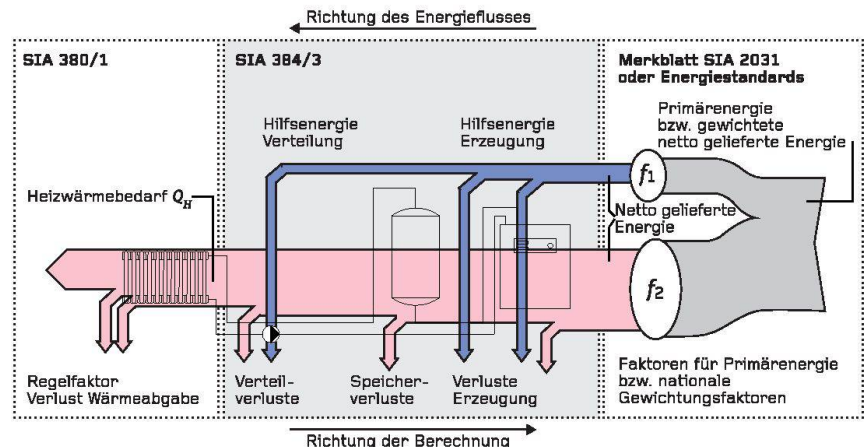 Richtung des Energieflusses
SIA 380/1
SIA 384/3
Merkblatt SIA 2031
oder Energiestandards
Hilfsenergie
Verteilung
Hilfsenergie
Erzeugung
Primärenergie
bzw. gewichtete
netto gelieferte Energie
f1
Heizwärmebedarf QH
Netto gelieferte
Energie
f2
Regelfaktor
Verlust Wärmeabgabe
Verteil-
verluste
Speicher-
verluste
Verluste
Erzeugung
Faktoren für Primärenergie
bzw. nationale
Gewichtungsfaktoren
Richtung der Berechnung